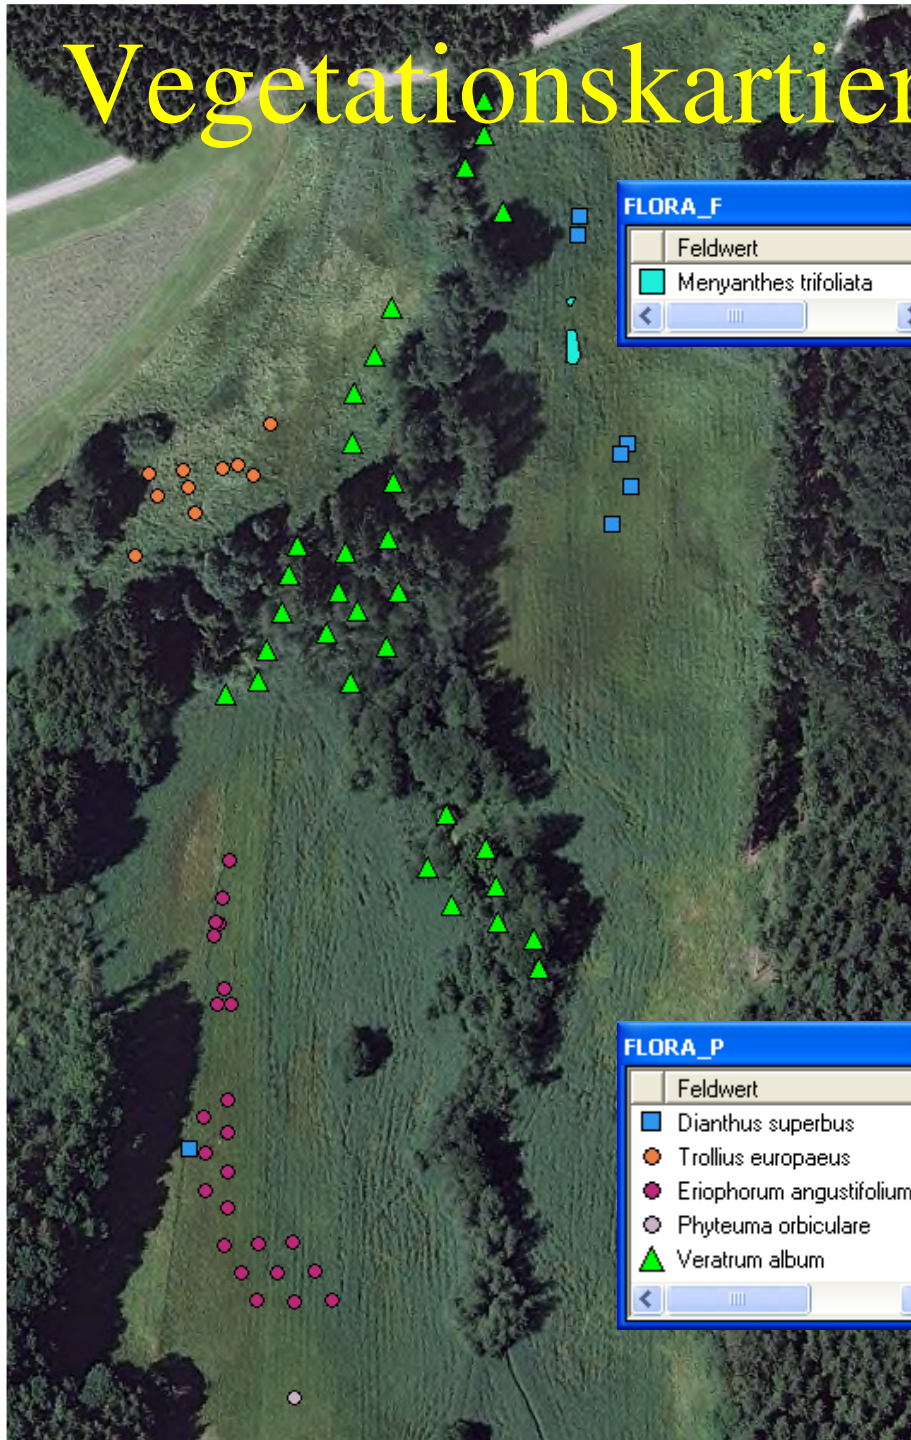 Vegetationskartier
FLORA_F
Feldwert
Menyanthes trifoliata
FLORA_P
Feldwert
Dianthus superbus
Trollius europaeus
Eriophorum angustifolium
Phyteuma orbiculare
Veratrum album